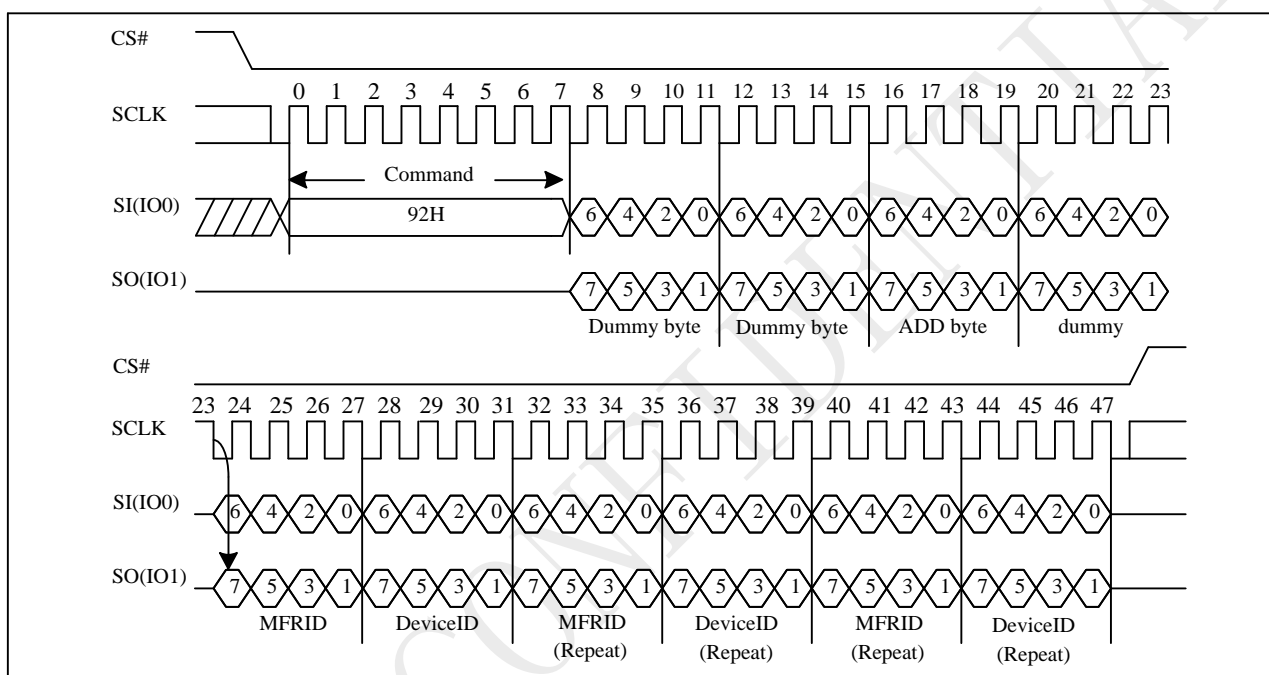 CS#
0 1 2 3 4 5 6 7 8 9 10 11 12 13 14 15 16 17 18 19 20 21 22 23
SCLK
Command
SI(IO0) 92H 6 4 2 0 6 4 2 0 6 4 2 0 6 4 2 0
SO(IO1) 7 5 3 1 7 5 3 1 7 5 3 1 7 5 3 1
Dummy byte Dummy byte ADD byte dummy
CS#
23 24 25 26 27 28 29 30 31 32 33 34 35 36 37 38 39 40 41 42 43 44 45 46 47
SCLK
SI(IO0) 6 4 2 0 6 4 2 0 6 4 2 0 6 4 2 0 6 4 2 0 6 4 2 0
SO(IO1) 7 5 3 1 7 5 3 1 7 5 3 1 7 5 3 1 7 5 3 1 7 5 3 1
MFRID DeviceID MFRID DeviceID MFRID DeviceID
(Repeat) (Repeat) (Repeat) (Repeat)
CONFIDENTIAL